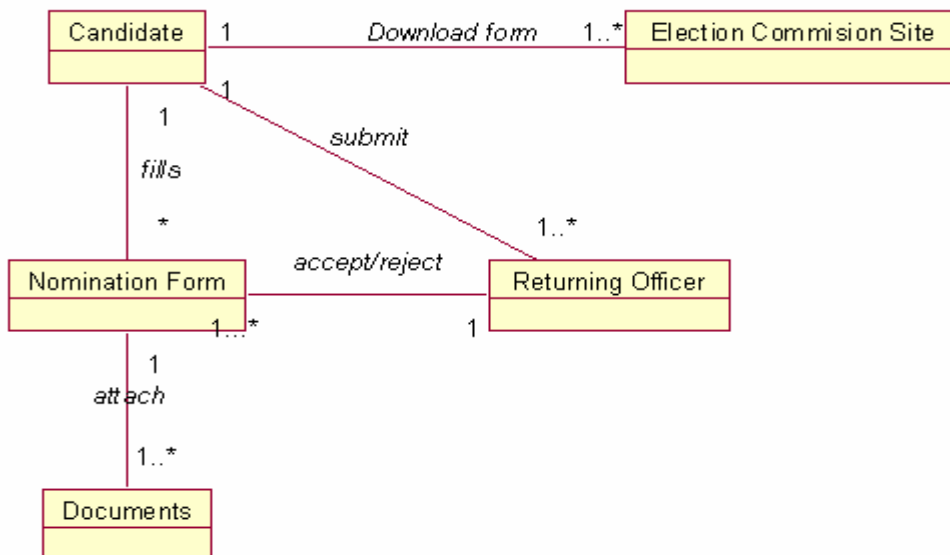 Candidate
1
Download form
1..*
Election Commision Site
1
1
submit
fills
*
1..*
accept/reject
Nomination Form
Returning Officer
1...*
1
1
attach
1..*
Documents